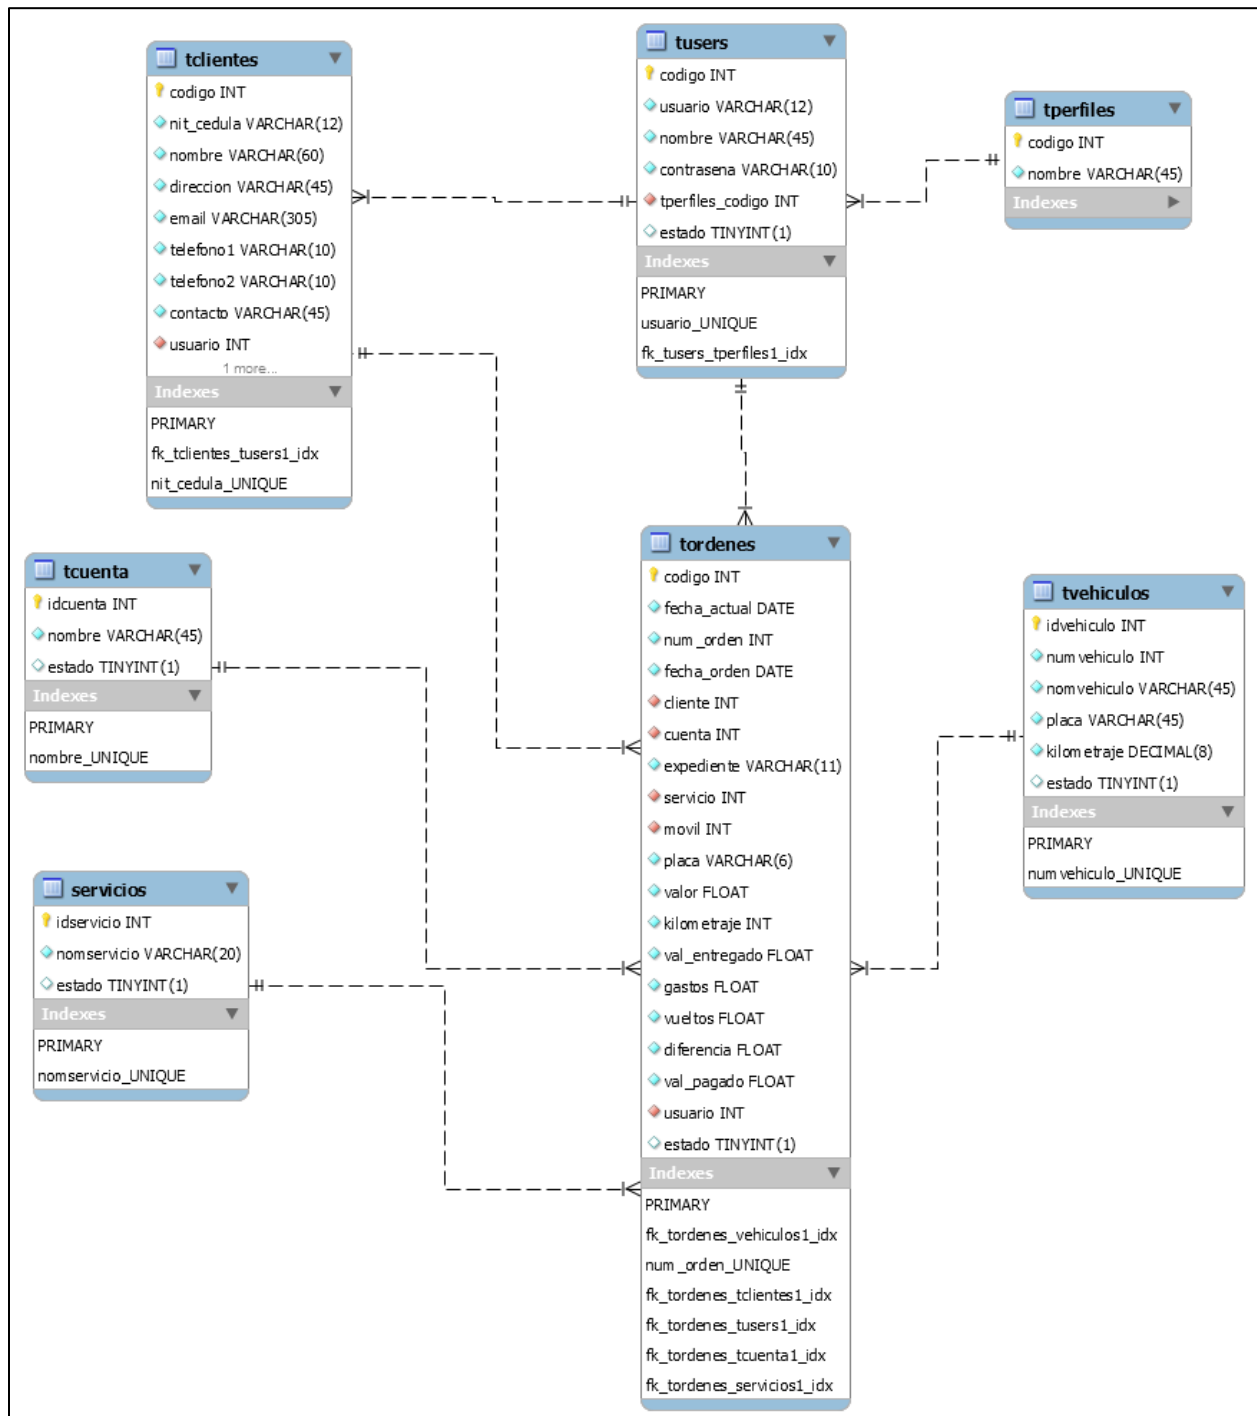 tclientes
codigo INT
nit_cedula VARCHAR(12)
nombre VARCHAR(60)
direccion VARCHAR(45)
email VARCHAR(305)
telefono1 VARCHAR(10)
telefono2 VARCHAR(10)
contacto VARCHAR(45)
usuario INT
1 more...
Indexes
PRIMARY
fk_tclientes_tusers1_idx
nit_cedula_UNIQUE
tusers
codigo INT
usuario VARCHAR(12)
nombre VARCHAR(45)
contrasena VARCHAR(10)
tperfiles_codigo INT
estado TINYINT(1)
Indexes
PRIMARY
usuario_UNIQUE
fk_tusers_tperfiles1_idx
tperfiles
codigo INT
nombre VARCHAR(45)
Indexes
tcuenta
idcuenta INT
nombre VARCHAR(45)
estado TINYINT(1)
Indexes
PRIMARY
nombre_UNIQUE
servicios
idservicio INT
nomservicio VARCHAR(20)
estado TINYINT(1)
Indexes
PRIMARY
nomservicio_UNIQUE
tordenes
codigo INT
fecha_actual DATE
num_orden INT
fecha_orden DATE
cliente INT
cuenta INT
expediente VARCHAR(11)
servicio INT
movil INT
placa VARCHAR(6)
valor FLOAT
kilometraje INT
val_entregado FLOAT
gastos FLOAT
vueltos FLOAT
diferencia FLOAT
val_pagado FLOAT
usuario INT
estado TINYINT(1)
Indexes
PRIMARY
fk_tordenes_vehiculos1_idx
num_orden_UNIQUE
fk_tordenes_tclientes1_idx
fk_tordenes_tusers1_idx
fk_tordenes_tcuenta1_idx
fk_tordenes_servicios1_idx
tvehiculos
idvehiculo INT
numvehiculo INT
nomvehiculo VARCHAR(45)
placa VARCHAR(45)
kilometraje DECIMAL(8)
estado TINYINT(1)
Indexes
PRIMARY
numvehiculo_UNIQUE